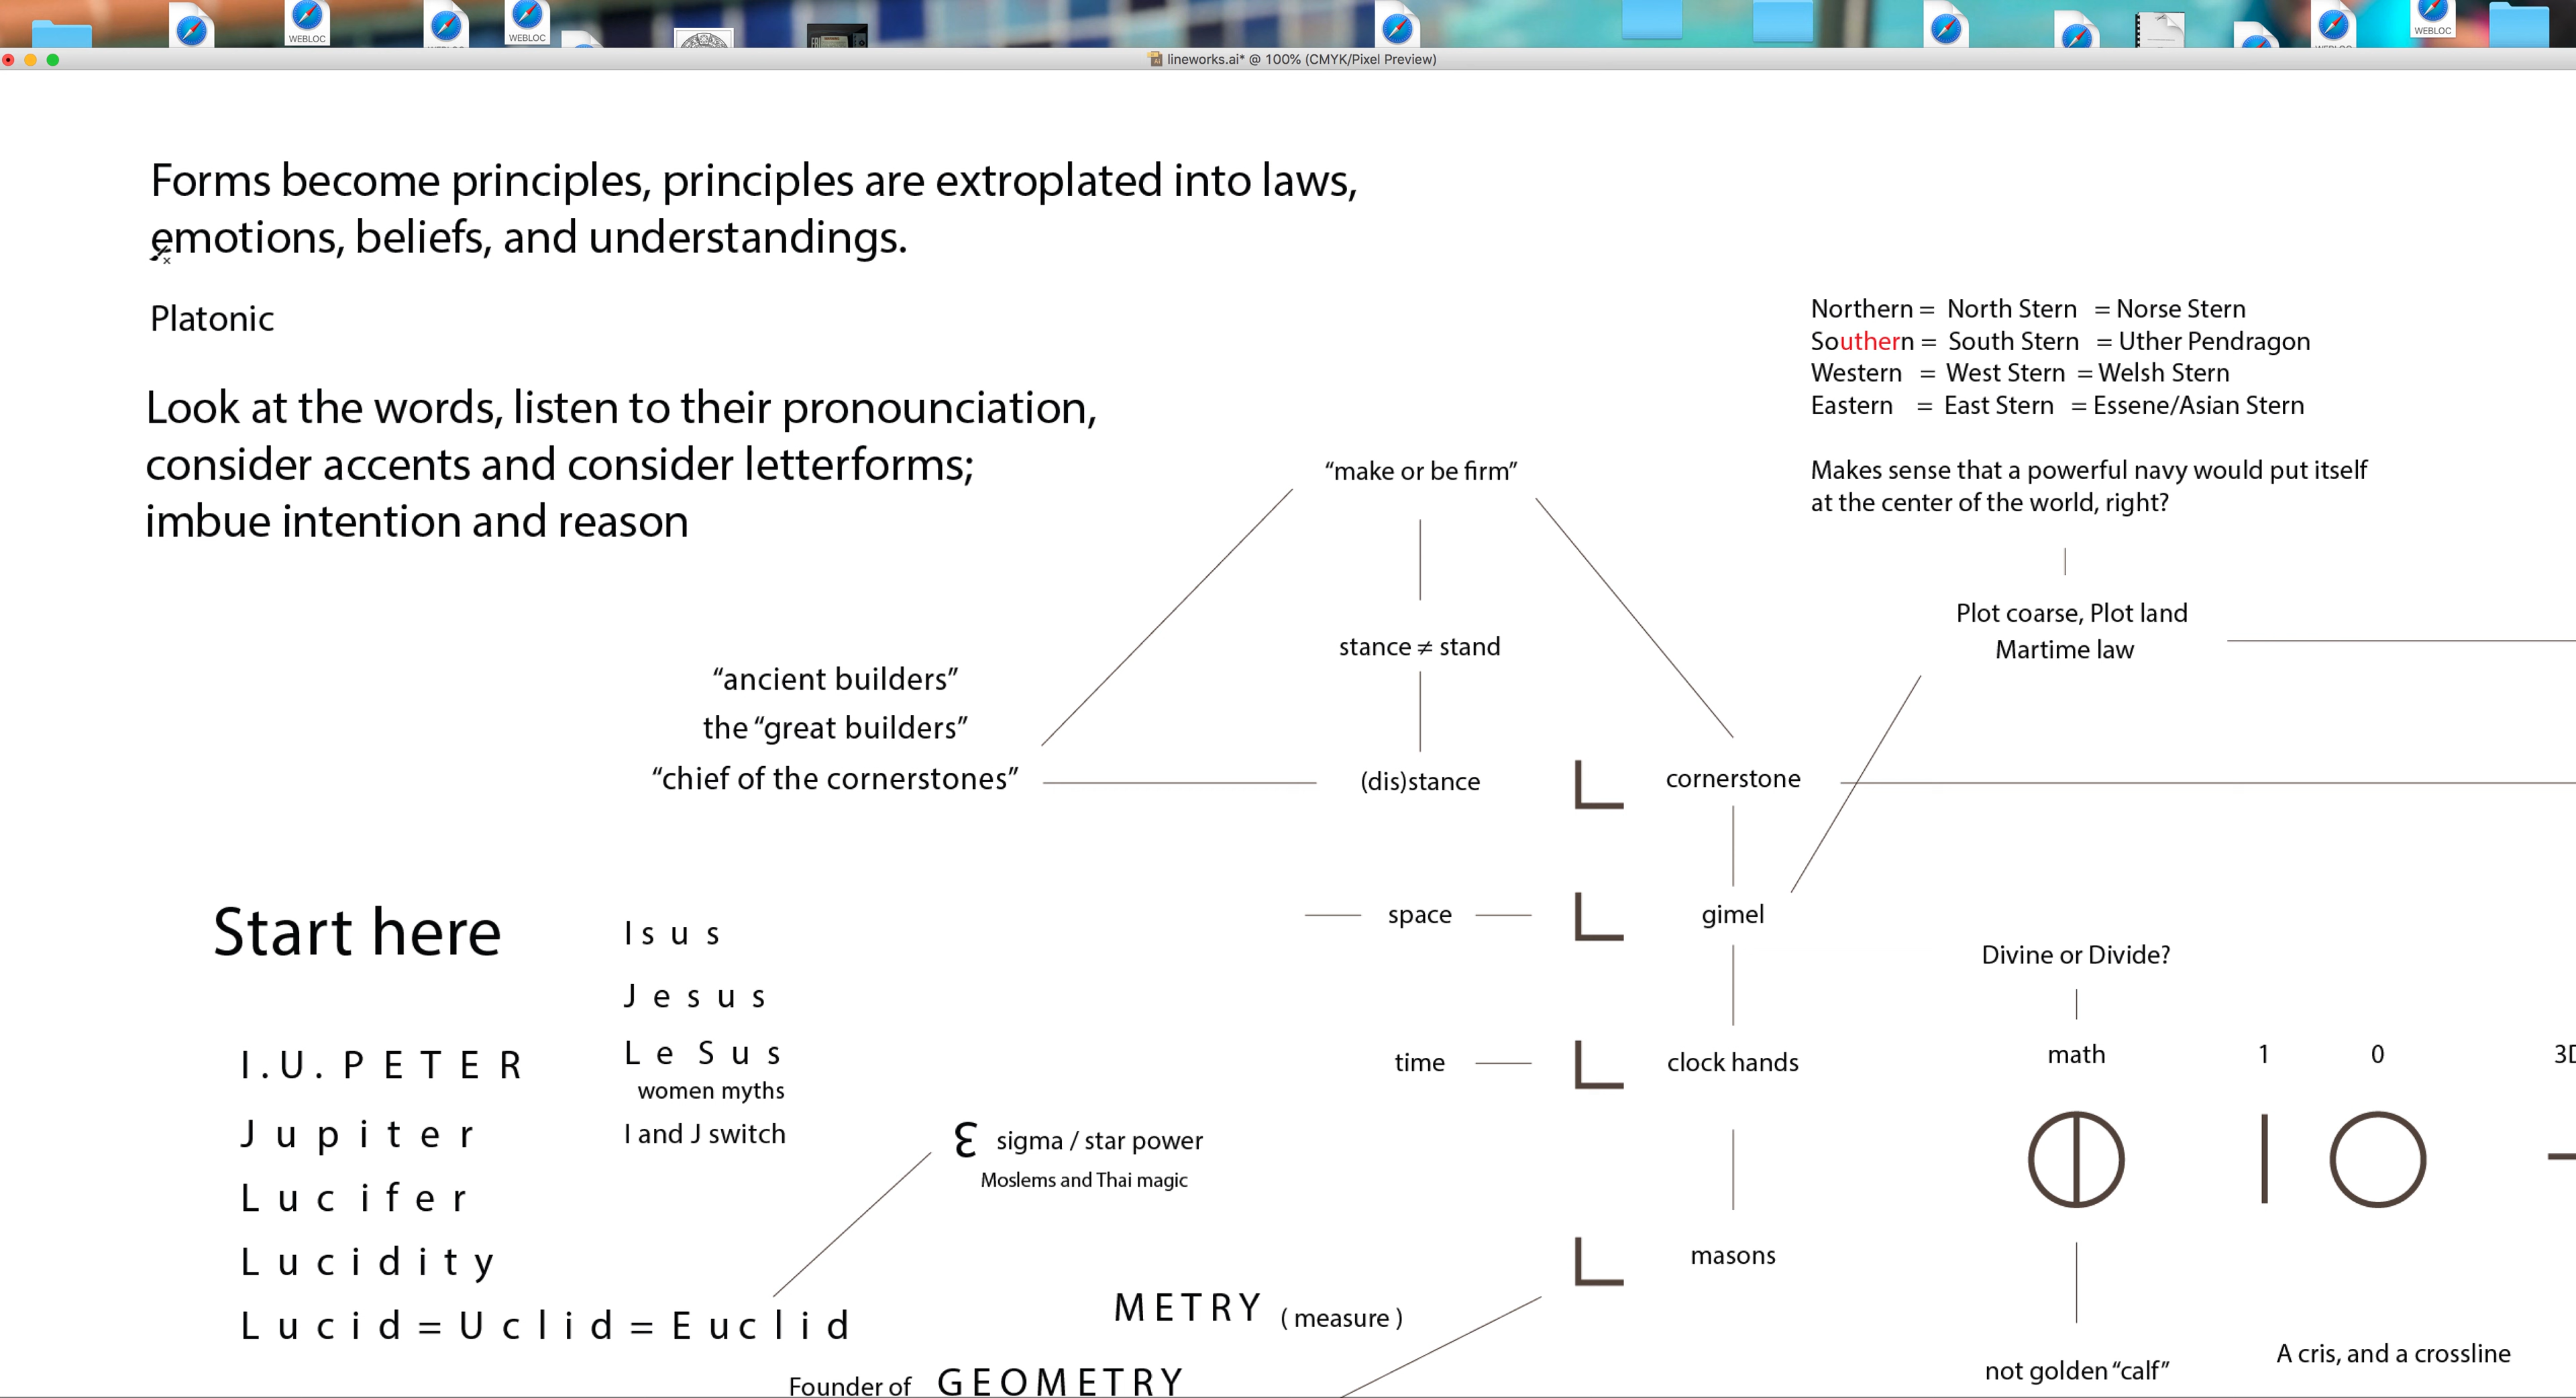 WEBLOC
WEBLOC
WEBLOC
lineworks.ai* @ 100% (CMYK/Pixel Preview)
Forms become principles, principles are extroplated into laws,
emotions, beliefs, and understandings.
Platonic
Look at the words, listen to their pronounciation,
consider accents and consider letterforms;
imbue intention and reason
Northern = North Stern = Norse Stern
Southern = South Stern = Uther Pendragon
Western = West Stern = Welsh Stern
Eastern = East Stern = Essene/Asian Stern
Makes sense that a powerful navy would put itself
at the center of the world, right?
Plot coarse, Plot land
Martime law
“make or be firm”
stance ≠ stand
“ancient builders”
the “great builders”
“chief of the cornerstones”
(dis)stance
cornerstone
space
gimel
time
clock hands
masons
Start here
I s u s
J e s u s
L e S u s
women myths
I and J switch
I . U . P E T E R
J u p i t e r
L u c i f e r
L u c i d i t y
L u c i d = U c l i d = E u c l i d
Ɛ sigma / star power
Moslems and Thai magic
METRY ( measure )
Founder of GEOMETRY
Divine or Divide?
math
1
0
3D
not golden “calf”
A cris, and a crossline